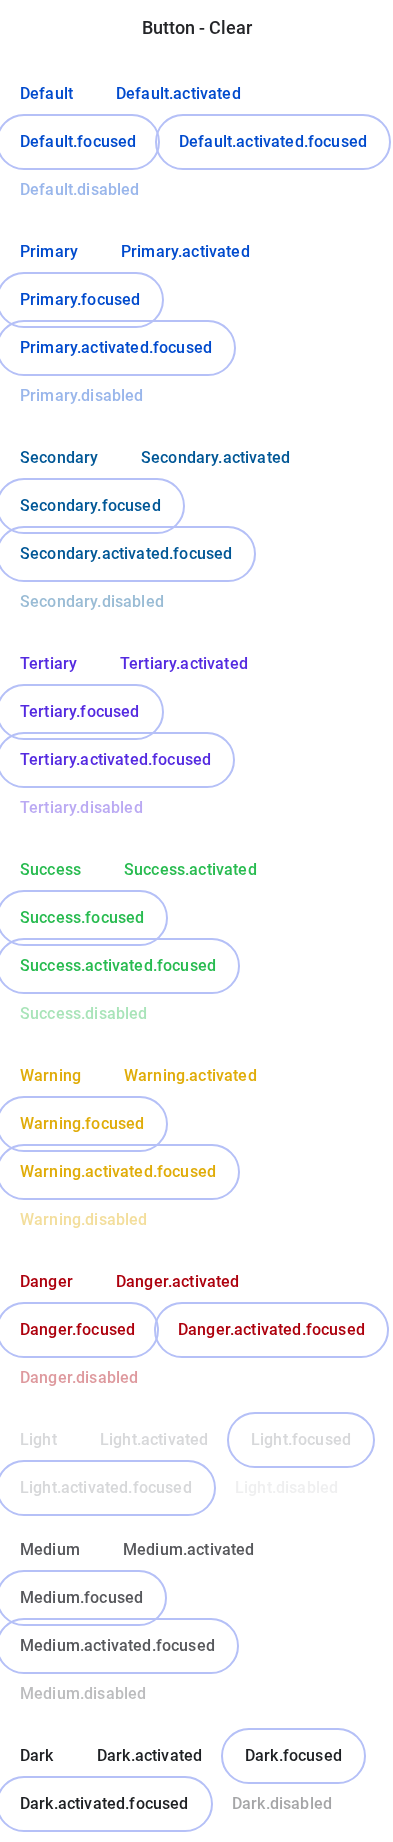 Button - Clear
Default Default.activated
Default.focused Default.activated.focused
Default.disabled
Primary Primary.activated
Primary.focused
Primary.activated.focused
Primary.disabled
Secondary Secondary.activated
Secondary.focused
Secondary.activated.focused
Secondary.disabled
Tertiary Tertiary.activated
Tertiary.focused
Tertiary.activated.focused
Tertiary.disabled
Success Success.activated
Success.focused
Success.activated.focused
Success.disabled
Warning Warning.activated
Warning.focused
Warning.activated.focused
Warning.disabled
Danger Danger.activated
Danger.focused Danger.activated.focused
Danger.disabled
Light Light.activated Light.focused
Light.activated.focused Light.disabled
Medium Medium.activated
Medium.focused
Medium.activated.focused
Medium.disabled
Dark Dark.activated Dark.focused
Dark.activated.focused Dark.disabled